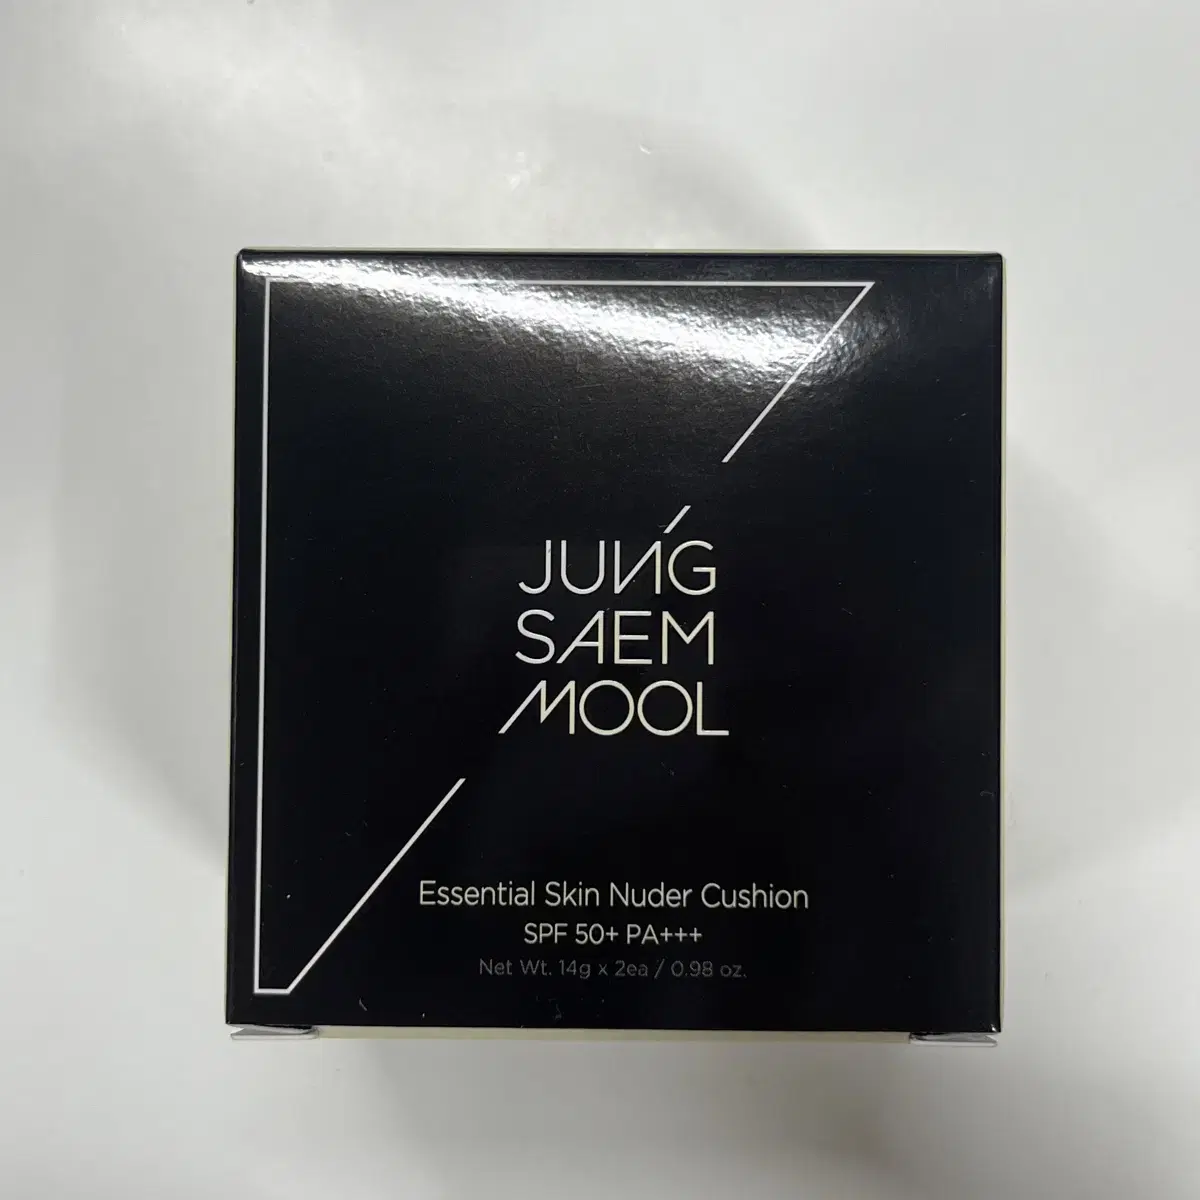 JUNG
SAEM
MOOL
Essential Skin Nuder Cushion
SPF 50+ PA+++
Net Wt. 14g x 2ea / 0.98 oz.